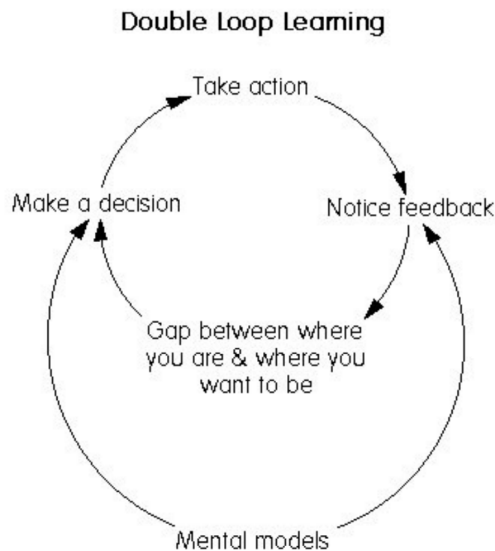 Double Loop Learning
Take action
Make a decision
Notice feedback
Gap between where
you are & where you
want to be
Mental models